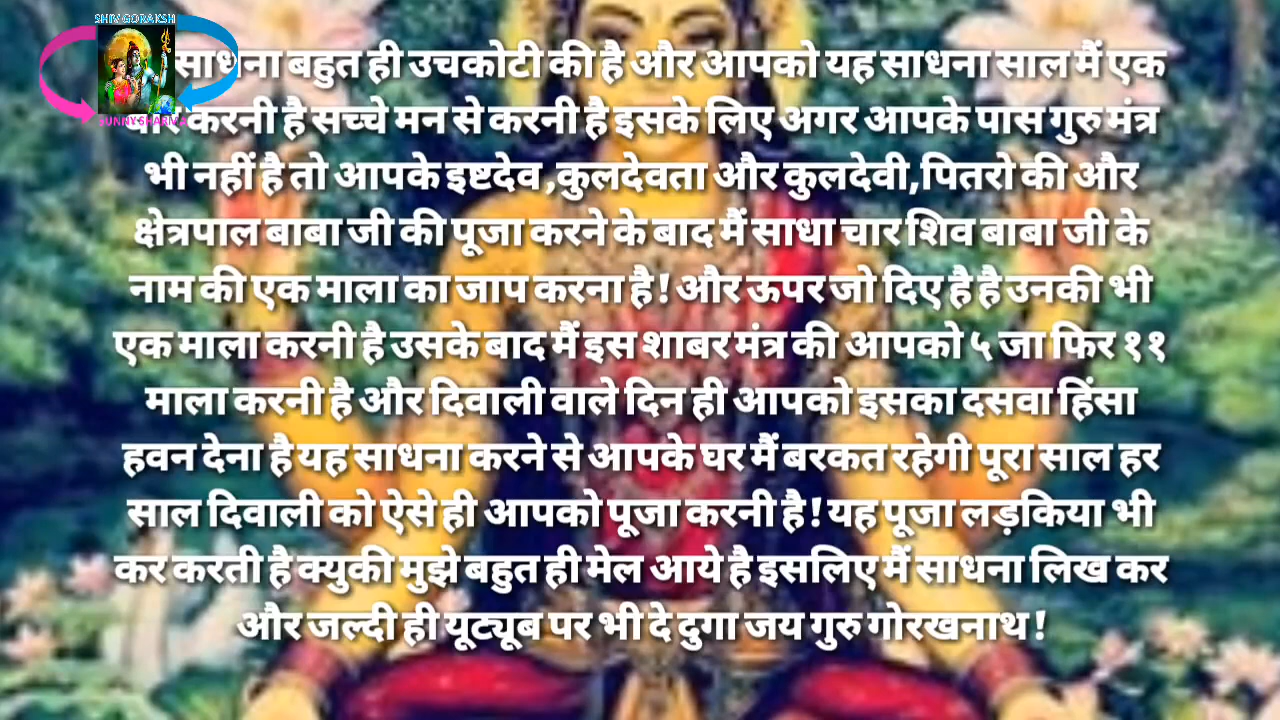 SHIV GORAKSH
SUNNY SHARMA
साधना बहुत ही उचकोटी की है और आपको यह साधना साल मैं एक
करनी है सच्चे मन से करनी है इसके लिए अगर आपके पास गुरु मंत्र
भी नहीं है तो आपके इष्टदेव ,कुलदेवता और कुलदेवी,पितरो की और
क्षेत्रपाल बाबा जी की पूजा करने के बाद मैं साधा चार शिव बाबा जी के
नाम की एक माला का जाप करना है ! और ऊपर जो दिए है है उनकी भी
एक माला करनी है उसके बाद मैं इस शाबर मंत्र की आपको ५ जा फिर ११
माला करनी है और दिवाली वाले दिन ही आपको इसका दसवा हिंसा
हवन देना है यह साधना करने से आपके घर मैं बरकत रहेगी पूरा साल हर
साल दिवाली को ऐसे ही आपको पूजा करनी है ! यह पूजा लड़किया भी
कर करती है क्युकी मुझे बहुत ही मेल आये है इसलिए मैं साधना लिख कर
और जल्दी ही यूट्यूब पर भी दे दुगा जय गुरु गोरखनाथ !